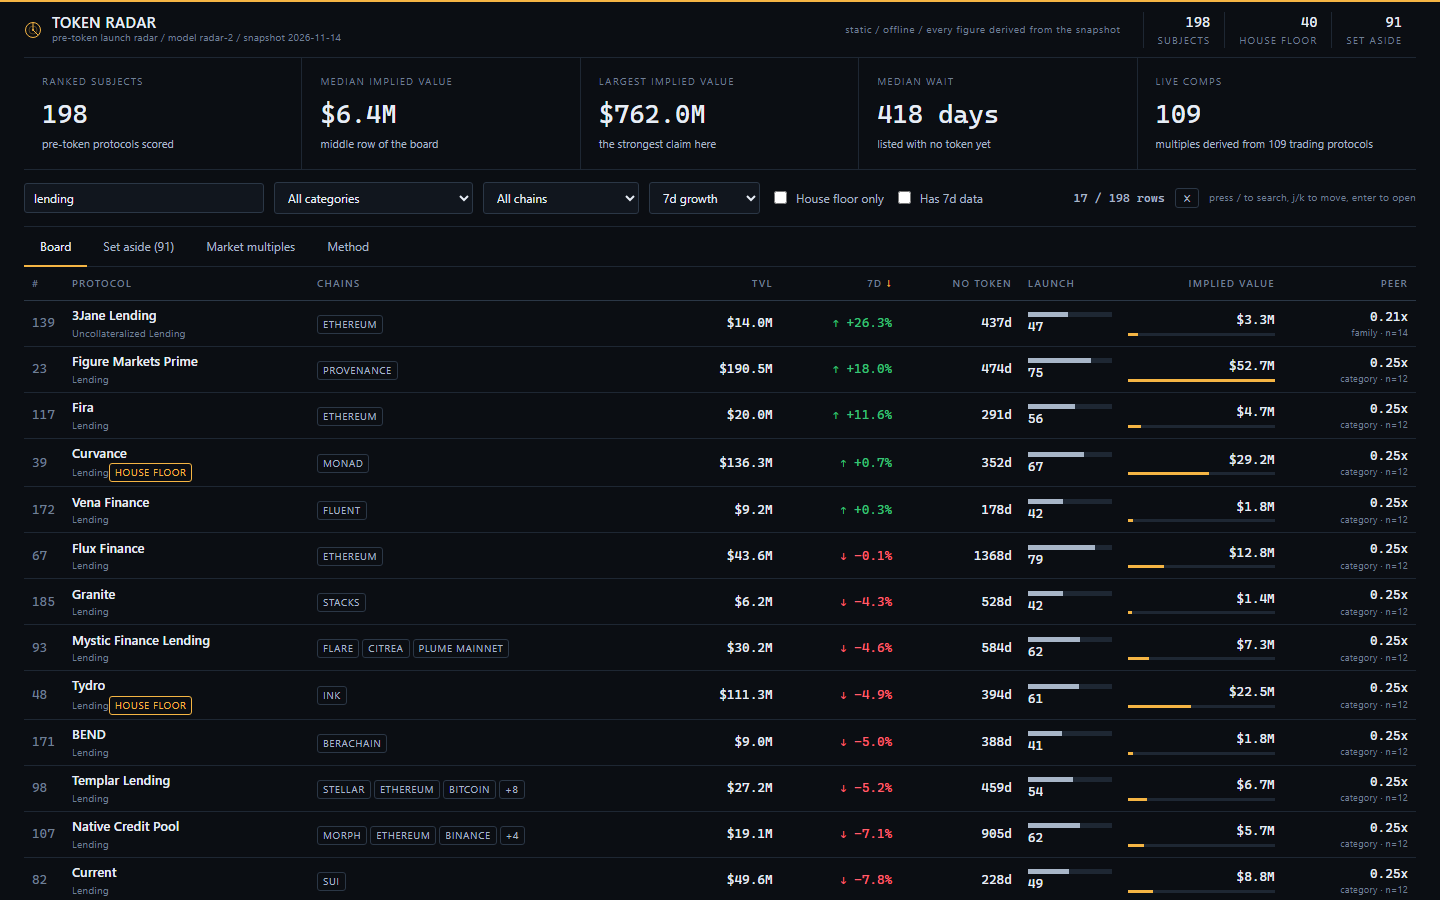 TOKEN RADAR
pre-token launch radar / model radar-2 / snapshot 2026-11-14
static / offline / every figure derived from the snapshot
198 40 91
SUBJECTS HOUSE FLOOR SET ASIDE
RANKED SUBJECTS MEDIAN IMPLIED VALUE LARGEST IMPLIED VALUE MEDIAN WAIT LIVE COMPS
198 $6.4M $762.0M 418 days 109
pre-token protocols scored middle row of the board the strongest claim here listed with no token yet multiples derived from 109 trading protocols
lending All categories All chains 7d growth House floor only Has 7d data 17 / 198 rows x press / to search, j/k to move, enter to open
Board Set aside (91) Market multiples Method
# PROTOCOL CHAINS TVL 7D ↓ NO TOKEN LAUNCH IMPLIED VALUE PEER
139 3Jane Lending ETHEREUM $14.0M ↑ +26.3% 437d 47 $3.3M 0.21x
Uncollateralized Lending family · n=14
23 Figure Markets Prime PROVENANCE $190.5M ↑ +18.0% 474d 75 $52.7M 0.25x
Lending category · n=12
117 Fira ETHEREUM $20.0M ↑ +11.6% 291d 56 $4.7M 0.25x
Lending category · n=12
39 Curvance MONAD $136.3M ↑ +0.7% 352d 67 $29.2M 0.25x
Lending HOUSE FLOOR category · n=12
172 Vena Finance FLUENT $9.2M ↑ +0.3% 178d 42 $1.8M 0.25x
Lending category · n=12
67 Flux Finance ETHEREUM $43.6M ↓ −0.1% 1368d 79 $12.8M 0.25x
Lending category · n=12
185 Granite STACKS $6.2M ↓ −4.3% 528d 42 $1.4M 0.25x
Lending category · n=12
93 Mystic Finance Lending FLARE CITREA PLUME MAINNET $30.2M ↓ −4.6% 584d 62 $7.3M 0.25x
Lending category · n=12
48 Tydro INK $111.3M ↓ −4.9% 394d 61 $22.5M 0.25x
Lending HOUSE FLOOR category · n=12
171 BEND BERACHAIN $9.0M ↓ −5.0% 388d 41 $1.8M 0.25x
Lending category · n=12
98 Templar Lending STELLAR ETHEREUM BITCOIN +8 $27.2M ↓ −5.2% 459d 54 $6.7M 0.25x
Lending category · n=12
107 Native Credit Pool MORPH ETHEREUM BINANCE +4 $19.1M ↓ −7.1% 905d 62 $5.7M 0.25x
Lending category · n=12
82 Current SUI $49.6M ↓ −7.8% 228d 49 $8.8M 0.25x
Lending category · n=12